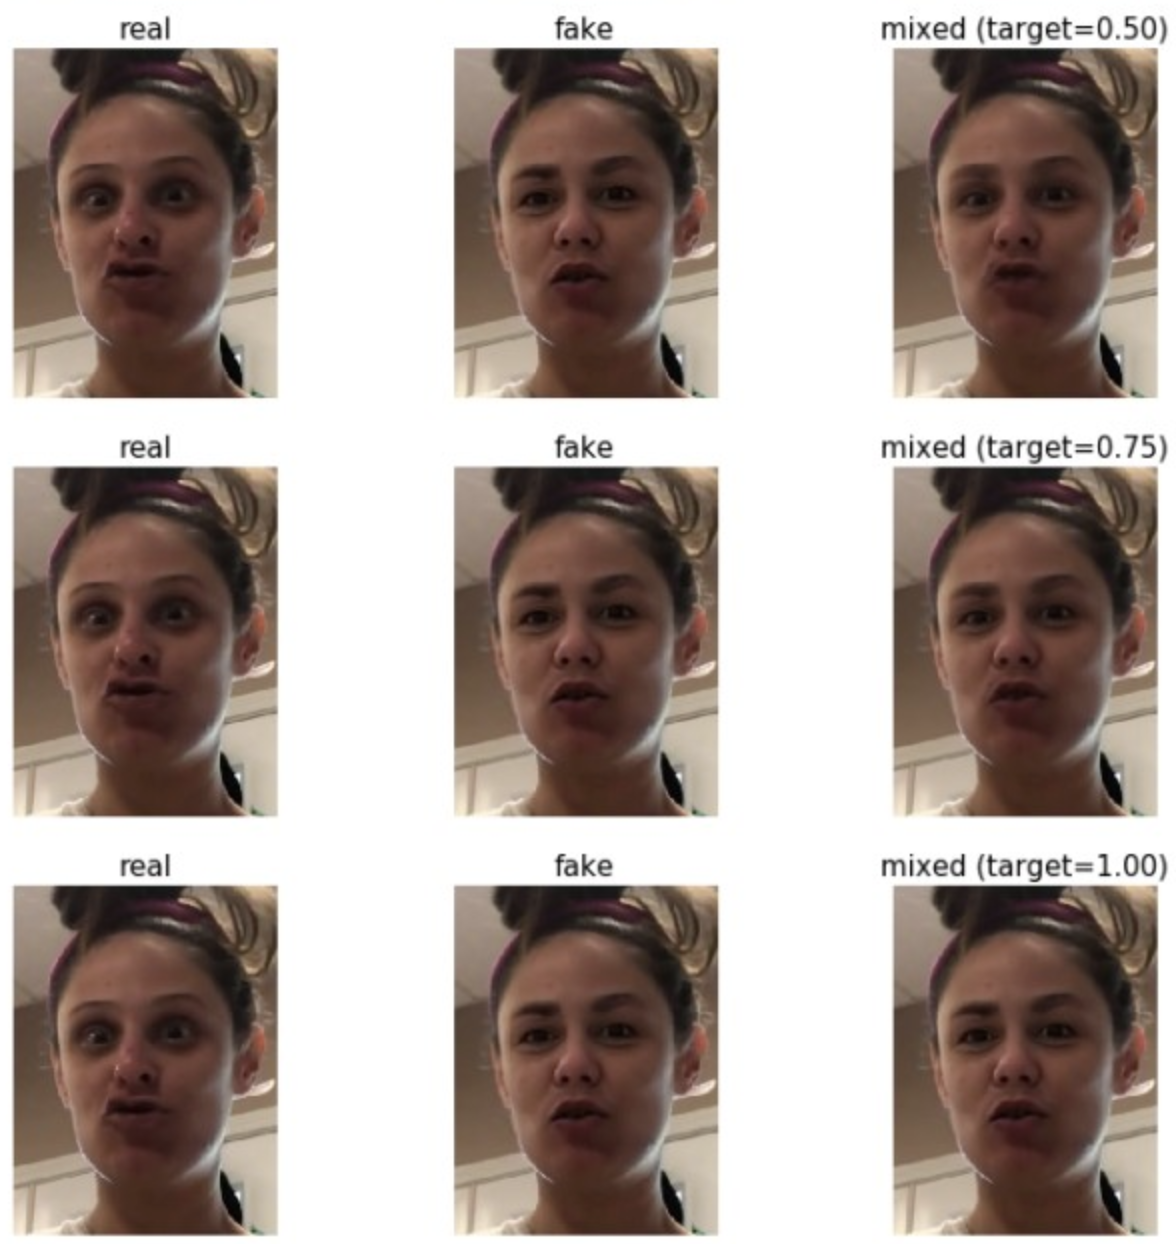 real fake mixed (target=0.50)
real fake mixed (target=0.75)
real fake mixed (target=1.00)